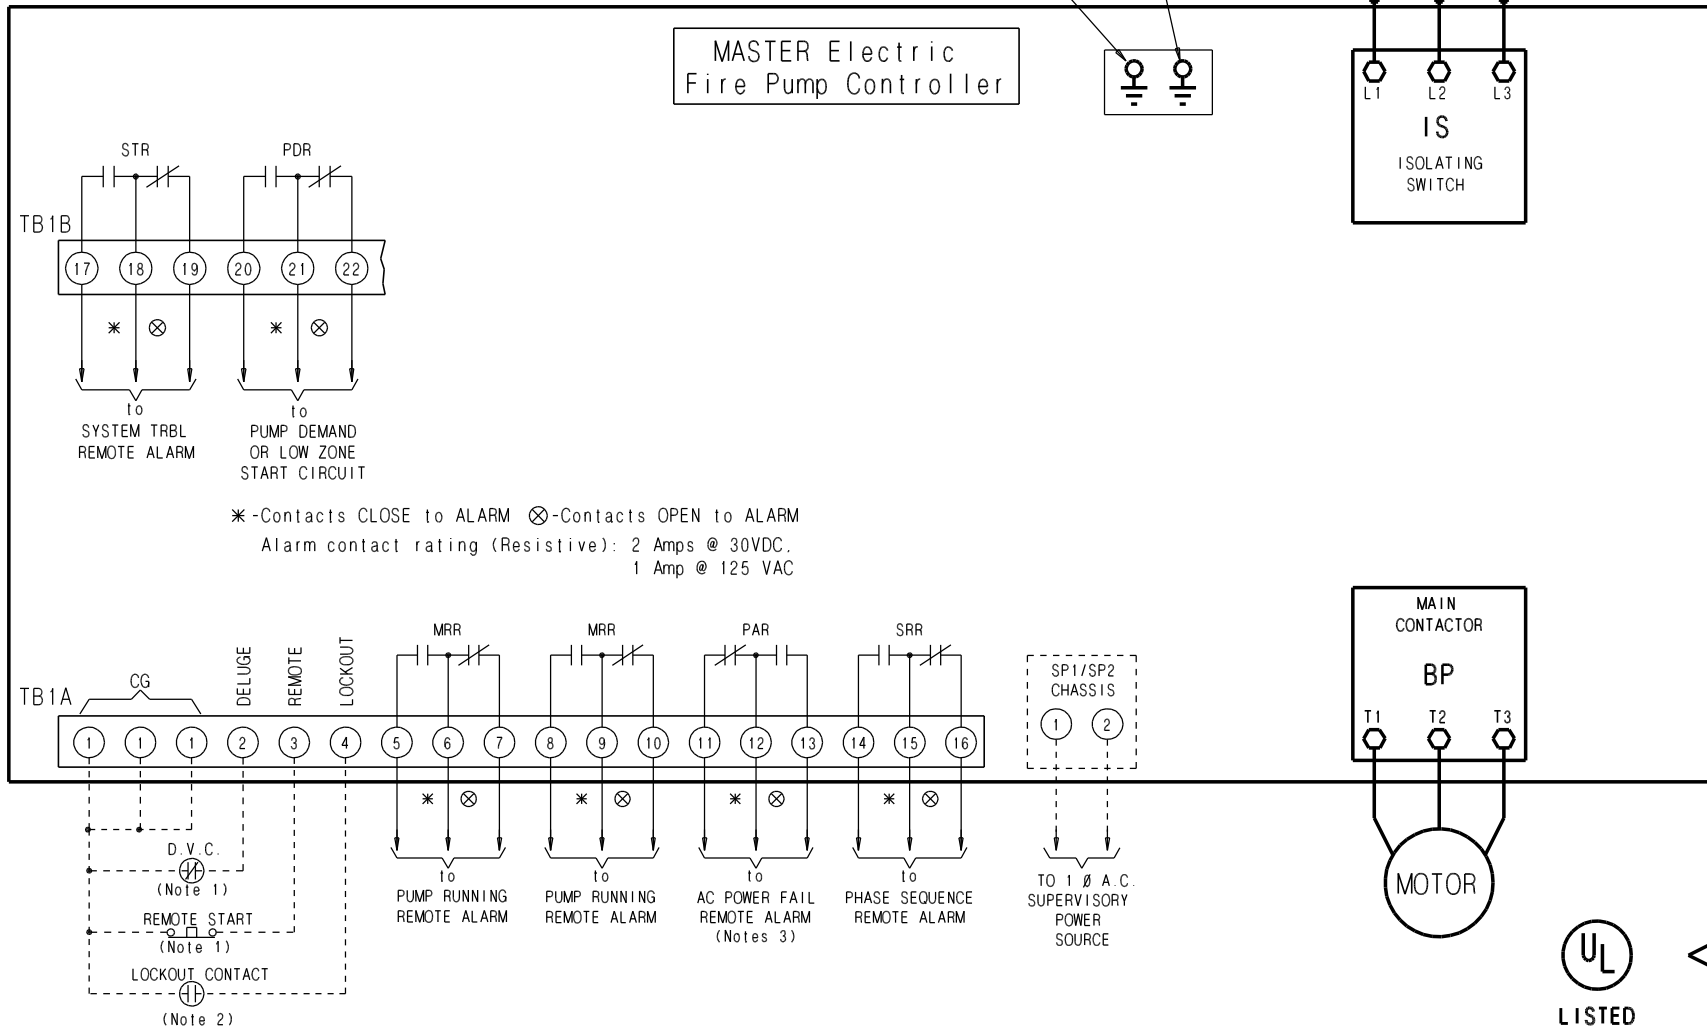 MASTER Electric
Fire Pump Controller
L1 L2 L3
IS
ISOLATING
SWITCH
STR PDR
TB1B
17 18 19 20 21 22
* ⊗ * ⊗
to
SYSTEM TRBL
REMOTE ALARM
to
PUMP DEMAND
OR LOW ZONE
START CIRCUIT
* -Contacts CLOSE to ALARM ⊗-Contacts OPEN to ALARM
Alarm contact rating (Resistive): 2 Amps @ 30VDC,
1 Amp @ 125 VAC
MAIN
CONTACTOR
BP
T1 T2 T3
TB1A
CG
DELUGE
REMOTE
LOCKOUT
MRR MRR PAR SRR
SP1/SP2
CHASSIS
1 2
1 1 1 2 3 4 5 6 7 8 9 10 11 12 13 14 15 16
* ⊗ * ⊗ * ⊗ * ⊗
D.V.C.
(Note 1)
REMOTE START
(Note 1)
LOCKOUT CONTACT
(Note 2)
to
PUMP RUNNING
REMOTE ALARM
to
PUMP RUNNING
REMOTE ALARM
to
AC POWER FAIL
REMOTE ALARM
(Notes 3)
to
PHASE SEQUENCE
REMOTE ALARM
TO 1 Ø A.C.
SUPERVISORY
POWER
SOURCE
MOTOR
UL
LISTED